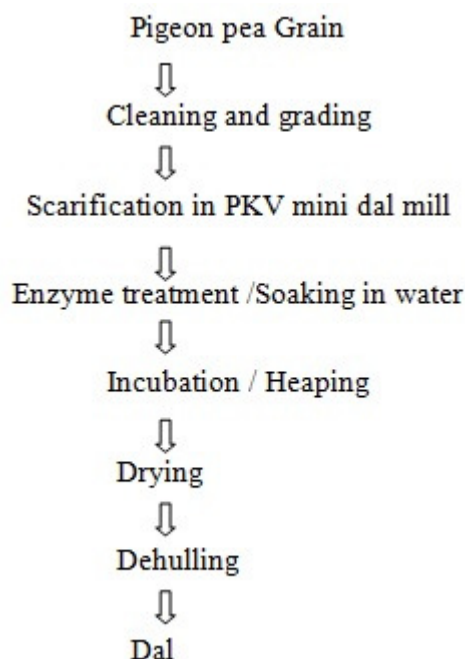 Pigeon pea Grain
Cleaning and grading
Scarification in PKV mini dal mill
Enzyme treatment /Soaking in water
Incubation / Heaping
Drying
Dehulling
Dal